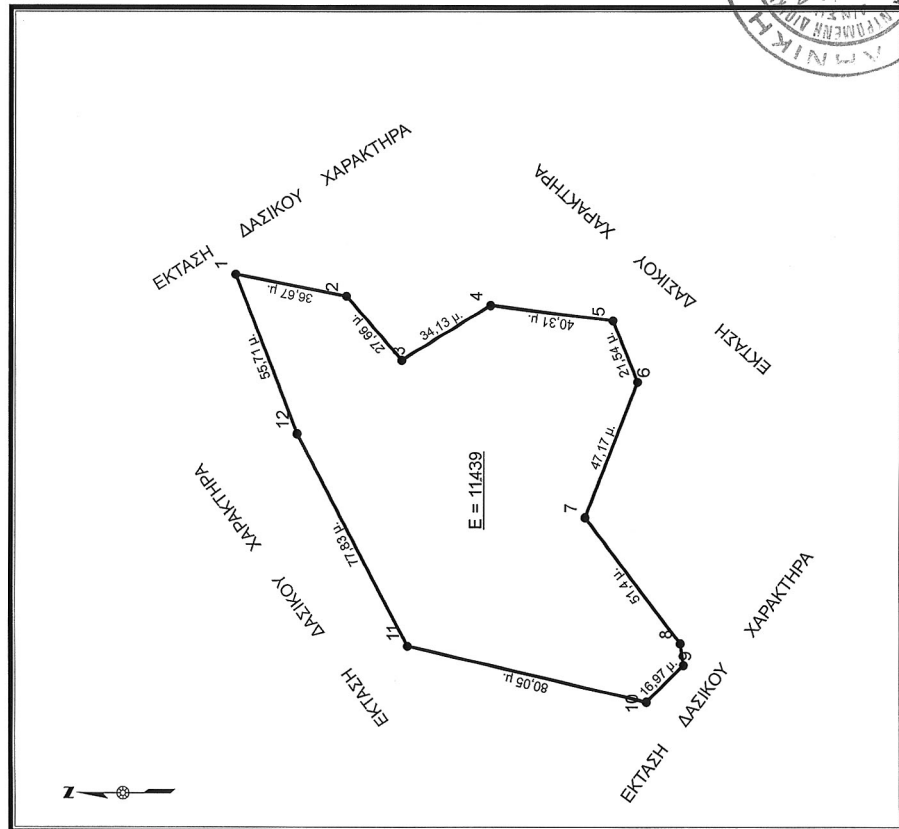 ΑΜΝΙΚΗ
ΕΚΤΑΣΗ ΔΑΣΙΚΟΥ ΧΑΡΑΚΤΗΡΑ
ΧΑΡΑΚΤΗΡΑ ΔΑΣΙΚΟΥ ΕΚΤΑΣΗ
1
36,67 μ.
2
27,66 μ.
3
34,13 μ.
4
40,31 μ.
5
21,54 μ.
6
47,17 μ.
7
51,4 μ.
8
9
16,97 μ.
10
80,05 μ.
11
77,83 μ.
12
55,71 μ.
E = 11439
ΕΚΤΑΣΗ ΔΑΣΙΚΟΥ ΧΑΡΑΚΤΗΡΑ
ΕΚΤΑΣΗ ΔΑΣΙΚΟΥ ΧΑΡΑΚΤΗΡΑ
N